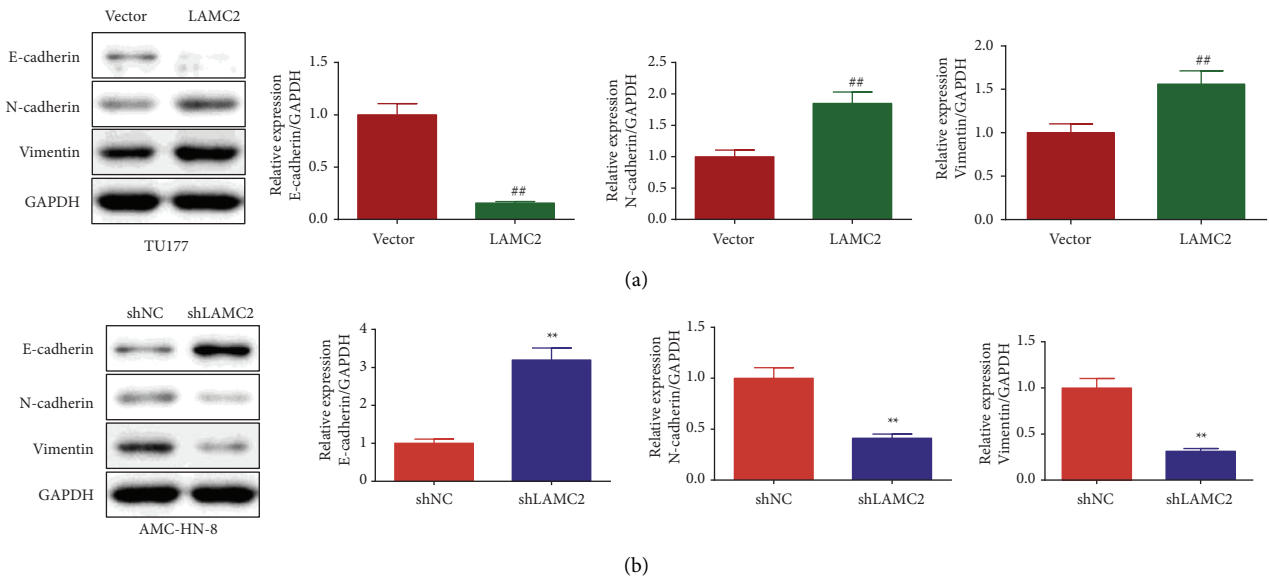 Vector LAMC2
E-cadherin
N-cadherin
Vimentin
GAPDH
TU177
Relative expression
E-cadherin/GAPDH
1.5
1.0
0.5
0.0
##
Vector LAMC2
Relative expression
N-cadherin/GAPDH
2.5
2.0
1.5
1.0
0.5
0.0
##
Vector LAMC2
Relative expression
Vimentin/GAPDH
2.0
1.5
1.0
0.5
0.0
##
Vector LAMC2
(a)
shNC shLAMC2
E-cadherin
N-cadherin
Vimentin
GAPDH
AMC-HN-8
Relative expression
E-cadherin/GAPDH
4
3
2
1
0
**
shNC shLAMC2
Relative expression
N-cadherin/GAPDH
1.5
1.0
0.5
0.0
**
shNC shLAMC2
Relative expression
Vimentin/GAPDH
1.5
1.0
0.5
0.0
**
shNC shLAMC2
(b)